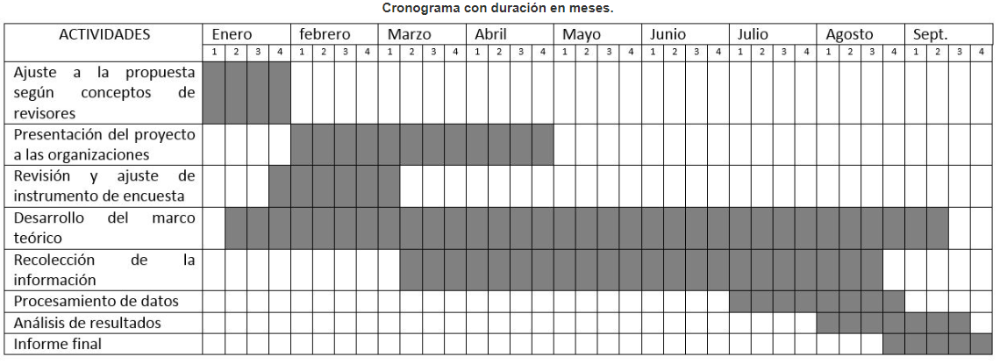 Cronograma con duración en meses.
ACTIVIDADES Enero febrero Marzo Abril Mayo Junio Julio Agosto Sept.
1 2 3 4 1 2 3 4 1 2 3 4 1 2 3 4 1 2 3 4 1 2 3 4 1 2 3 4 1 2 3 4 1 2 3 4
Ajuste a la propuesta
según conceptos de
revisores
Presentación del proyecto
a las organizaciones
Revisión y ajuste de
instrumento de encuesta
Desarrollo del marco
teórico
Recolección de la
información
Procesamiento de datos
Análisis de resultados
Informe final